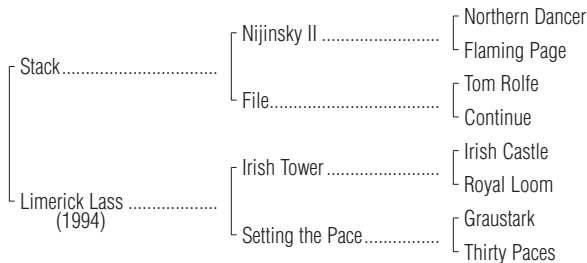 Northern Dancer
Nijinsky II ..............................
Flaming Page
Stack........................................
Tom Rolfe
File...........................................
Continue
Irish Castle
Irish Tower .............................
Royal Loom
Limerick Lass .......................
(1994)
Graustark
Setting the Pace...................
Thirty Paces